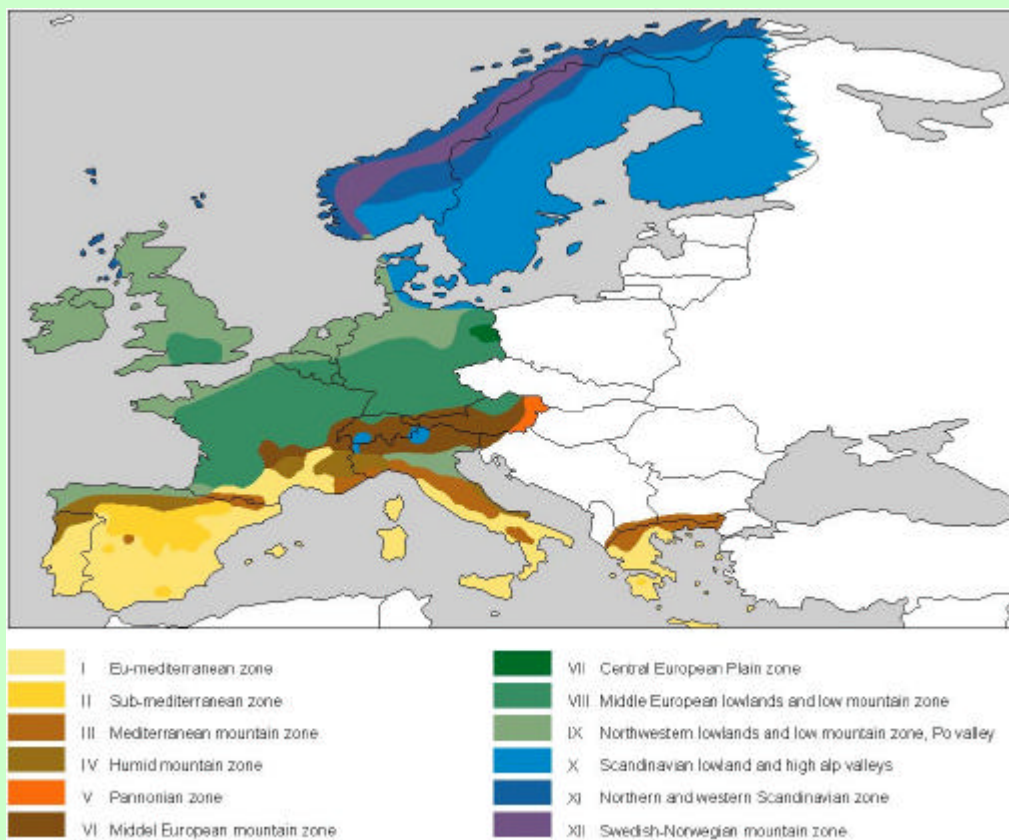 I Eu-mediterranean zone
II Sub-mediterranean zone
III Mediterranean mountain zone
IV Humid mountain zone
V Pannonian zone
VI Middel European mountain zone
VII Central European Plain zone
VIII Middle European lowlands and low mountain zone
IX Northwestern lowlands and low mountain zone, Po valley
X Scandinavian lowland and high alp valleys
XI Northern and western Scandinavian zone
XII Swedish-Norwegian mountain zone